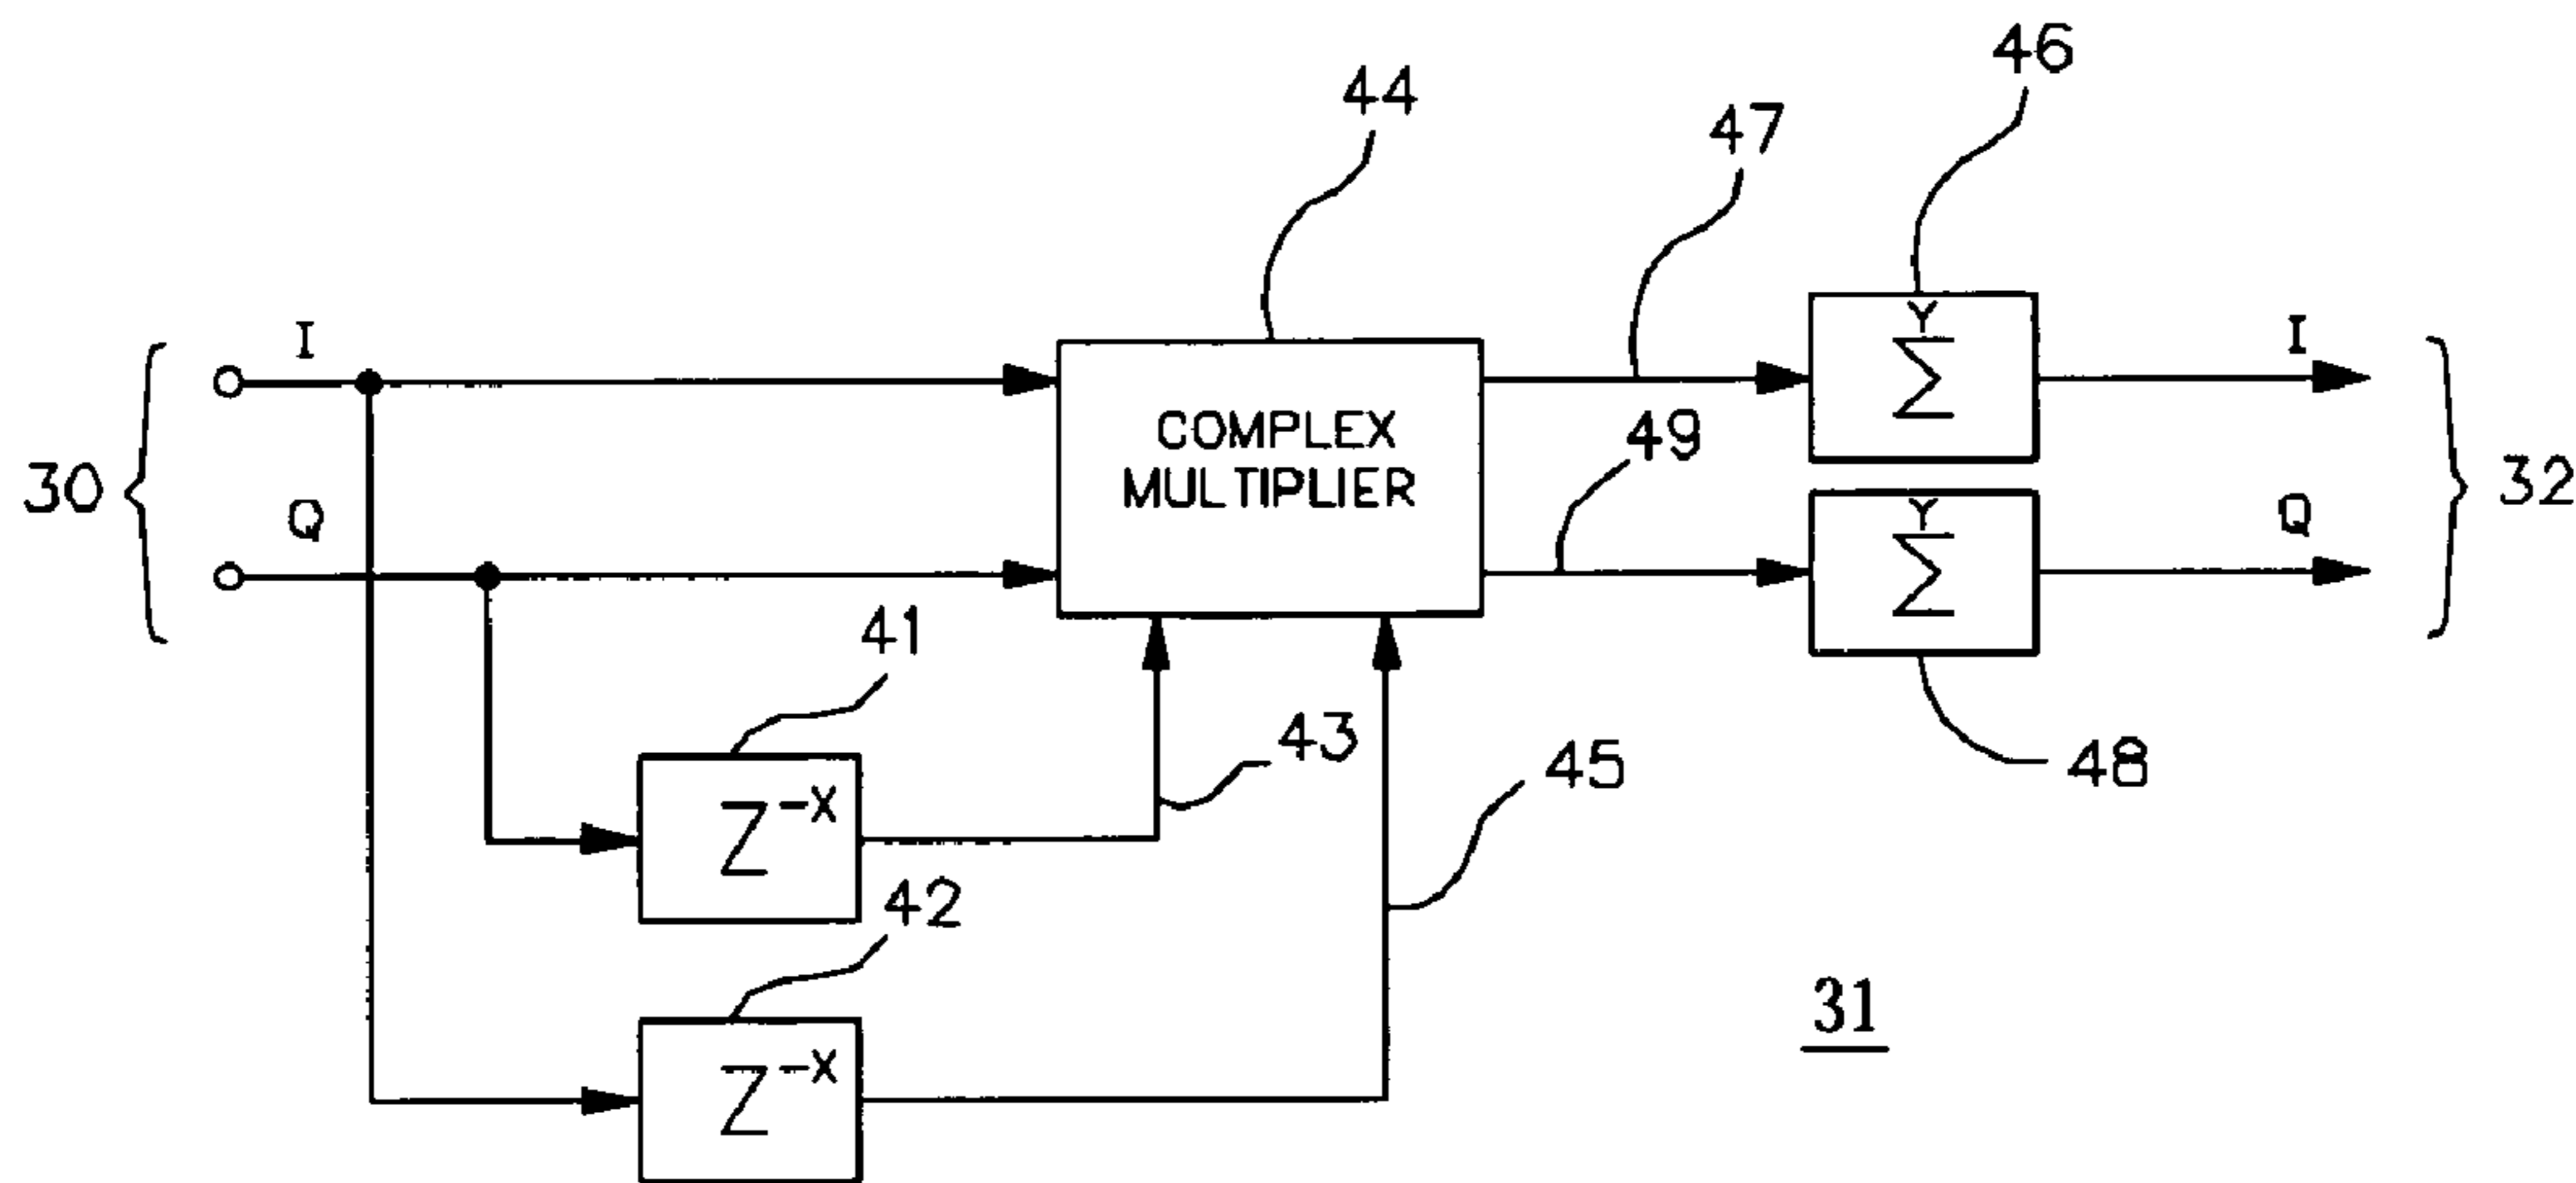 46
44
47
I
Y
Σ
I
COMPLEX
MULTIPLIER
49
30
32
Q
Y
Σ
Q
41
43
45
48
Z^-X
42
Z^-X
31